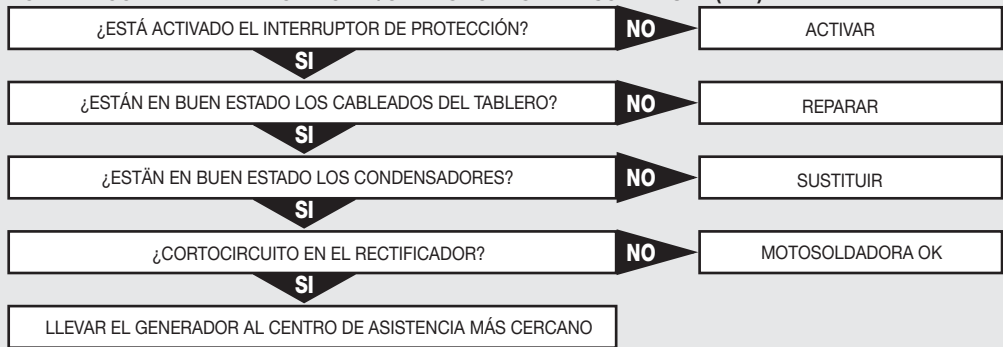 ¿ESTÁ ACTIVADO EL INTERRUPTOR DE PROTECCIÓN?
NO
ACTIVAR
SI
¿ESTÁN EN BUEN ESTADO LOS CABLEADOS DEL TABLERO?
NO
REPARAR
SI
¿ESTÄN EN BUEN ESTADO LOS CONDENSADORES?
NO
SUSTITUIR
SI
¿CORTOCIRCUITO EN EL RECTIFICADOR?
NO
MOTOSOLDADORA OK
SI
LLEVAR EL GENERADOR AL CENTRO DE ASISTENCIA MÁS CERCANO